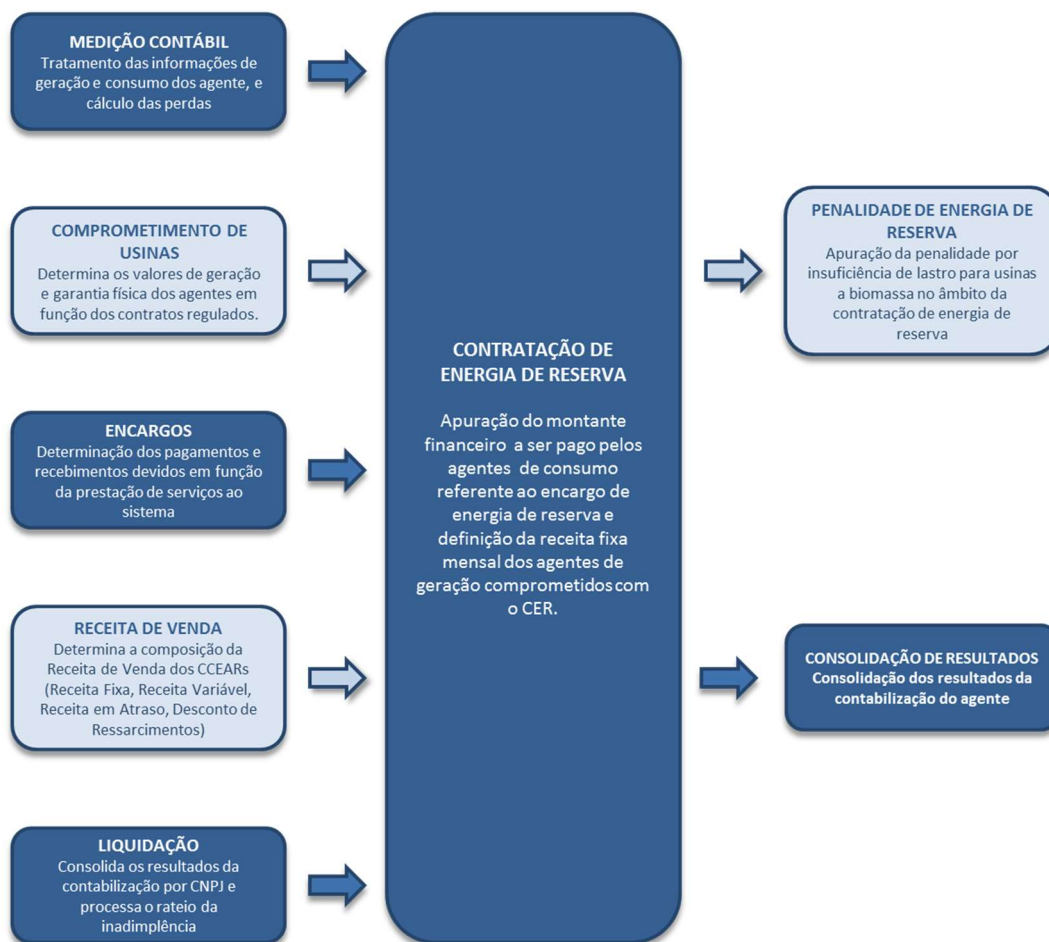 MEDIÇÃO CONTÁBIL
Tratamento das informações de
geração e consumo dos agente, e
cálculo das perdas
COMPROMETIMENTO DE
USINAS
Determina os valores de geração
e garantia física dos agentes em
função dos contratos regulados.
ENCARGOS
Determinação dos pagamentos e
recebimentos devidos em função
da prestação de serviços ao
sistema
RECEITA DE VENDA
Determina a composição da
Receita de Venda dos CCEARs
(Receita Fixa, Receita Variável,
Receita em Atraso, Desconto de
Ressarcimentos)
LIQUIDAÇÃO
Consolida os resultados da
contabilização por CNPJ e
processa o rateio da
inadimplência
CONTRATAÇÃO DE
ENERGIA DE RESERVA
Apuração do montante
financeiro a ser pago pelos
agentes de consumo
referente ao encargo de
energia de reserva e
definição da receita fixa
mensal dos agentes de
geração comprometidos com
o CER.
PENALIDADE DE ENERGIA DE
RESERVA
Apuração da penalidade por
insuficiência de lastro para usinas
a biomassa no âmbito da
contratação de energia de
reserva
CONSOLIDAÇÃO DE RESULTADOS
Consolidação dos resultados da
contabilização do agente